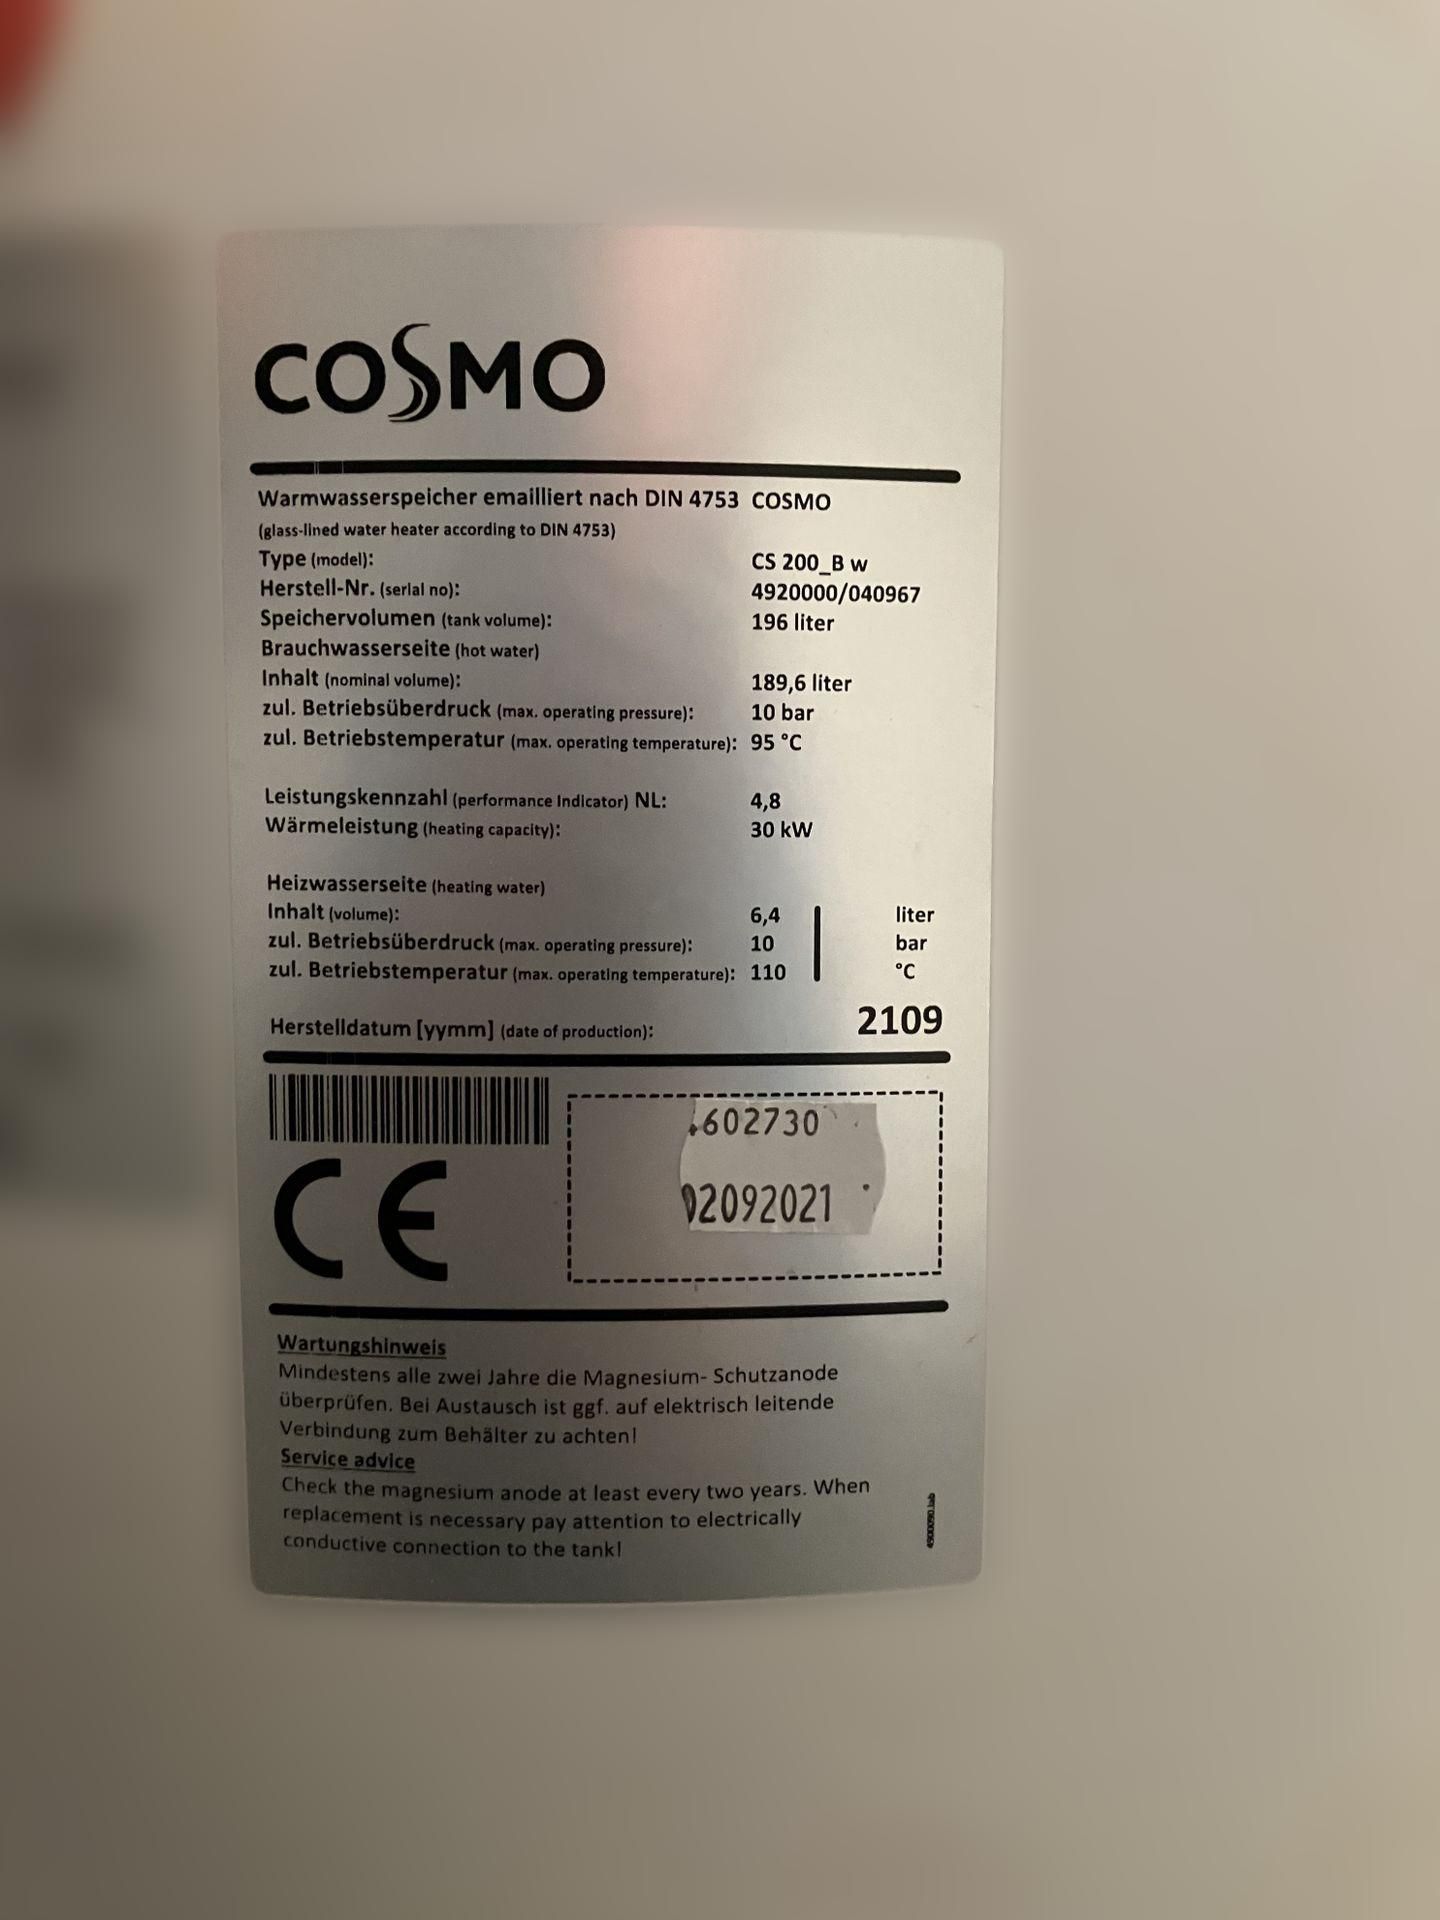 COSMO
Warmwasserspeicher emailliert nach DIN 4753 COSMO
(glass-lined water heater according to DIN 4753)
Type (model): CS 200_B w
Herstell-Nr. (serial no): 4920000/040967
Speichervolumen (tank volume): 196 liter
Brauchwasserseite (hot water)
Inhalt (nominal volume): 189,6 liter
zul. Betriebsüberdruck (max. operating pressure): 10 bar
zul. Betriebstemperatur (max. operating temperature): 95 °C
Leistungskennzahl (performance Indicator) NL: 4,8
Wärmeleistung (heating capacity): 30 kW
Heizwasserseite (heating water)
Inhalt (volume): 6,4 liter
zul. Betriebsüberdruck (max. operating pressure): 10 bar
zul. Betriebstemperatur (max. operating temperature): 110 °C
Herstelldatum [yymm] (date of production): 2109
602730
CE
02092021
Wartungshinweis
Mindestens alle zwei Jahre die Magnesium- Schutzanode
überprüfen. Bei Austausch ist ggf. auf elektrisch leitende
Verbindung zum Behälter zu achten!
Service advice
Check the magnesium anode at least every two years. When
replacement is necessary pay attention to electrically
conductive connection to the tank!